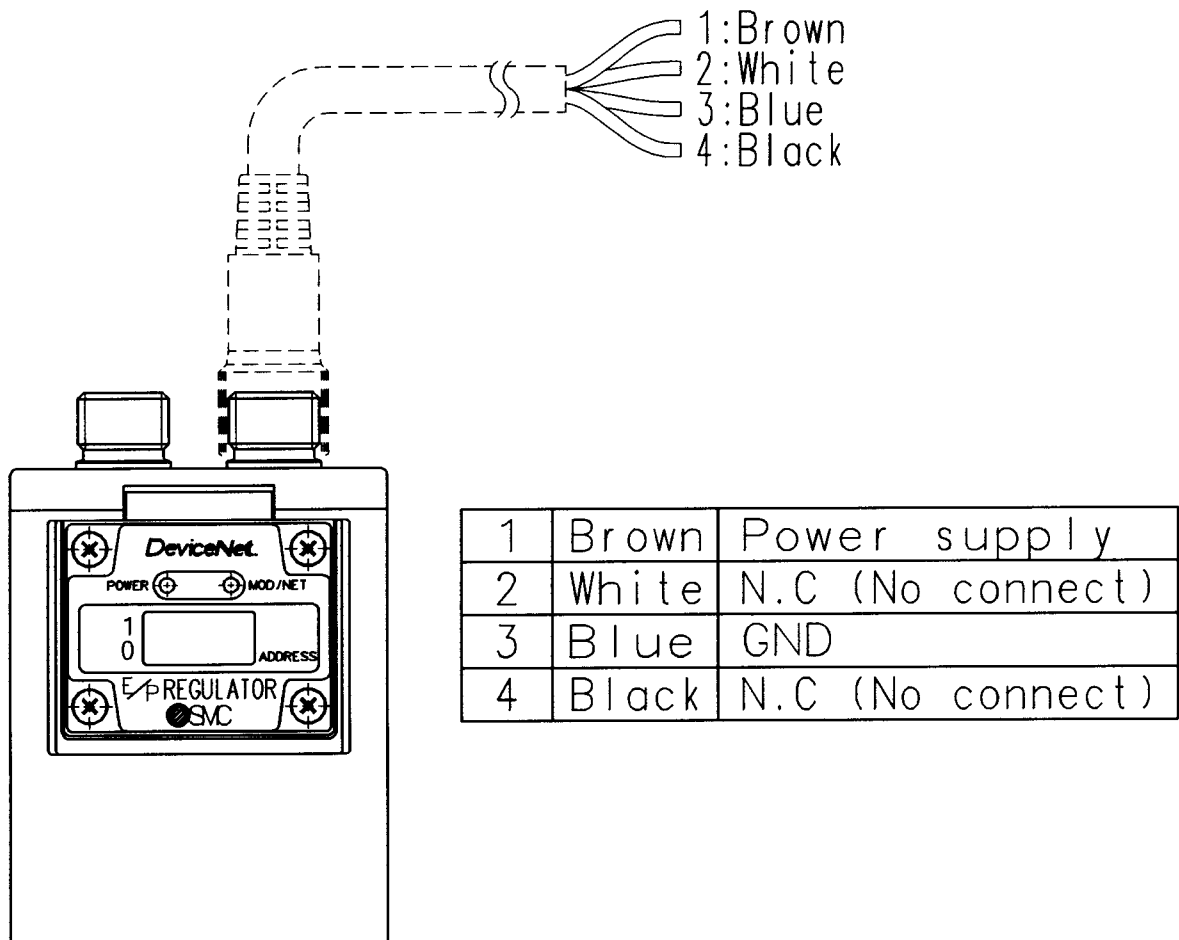 1:Brown
2:White
3:Blue
4:Black
DeviceNet.
POWER MOD/NET
1
0
ADDRESS
E/P REGULATOR
SMC
1 Brown Power supply
2 White N.C (No connect)
3 Blue GND
4 Black N.C (No connect)